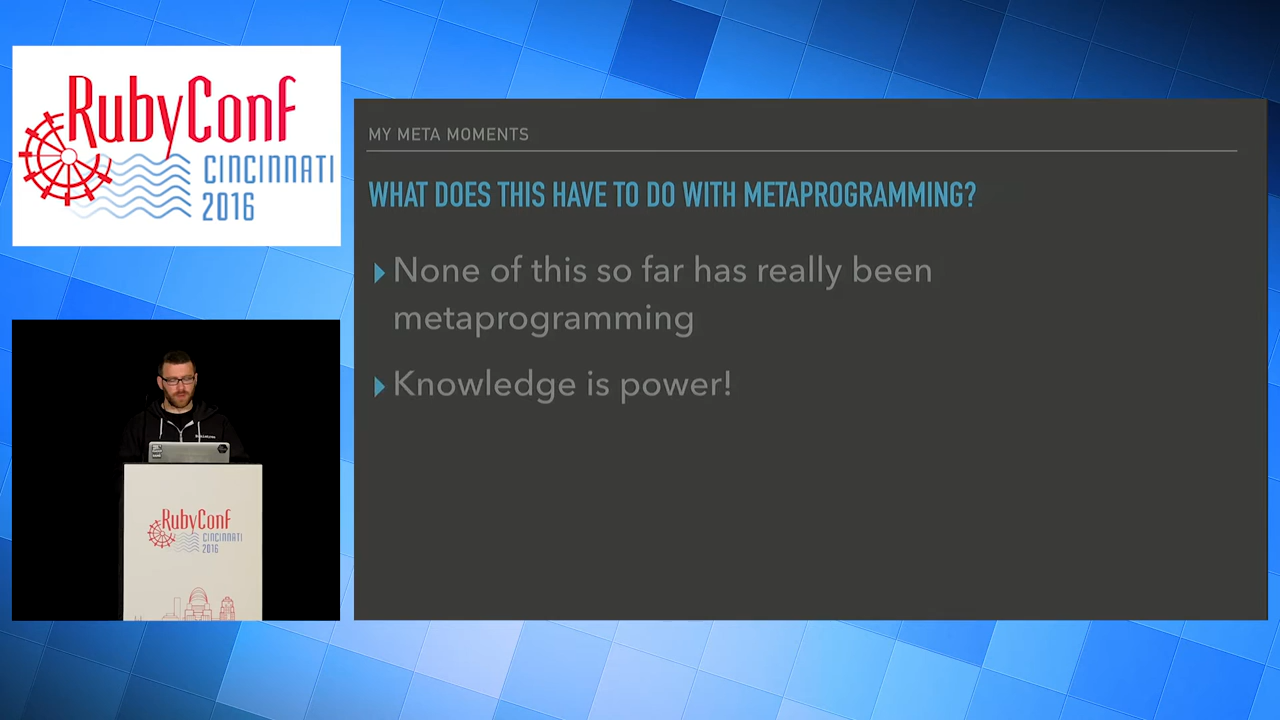 RubyConf
CINCINNATI
2016
MY META MOMENTS
WHAT DOES THIS HAVE TO DO WITH METAPROGRAMMING?
None of this so far has really been
metaprogramming
Knowledge is power!
RubyConf
CINCINNATI
2016